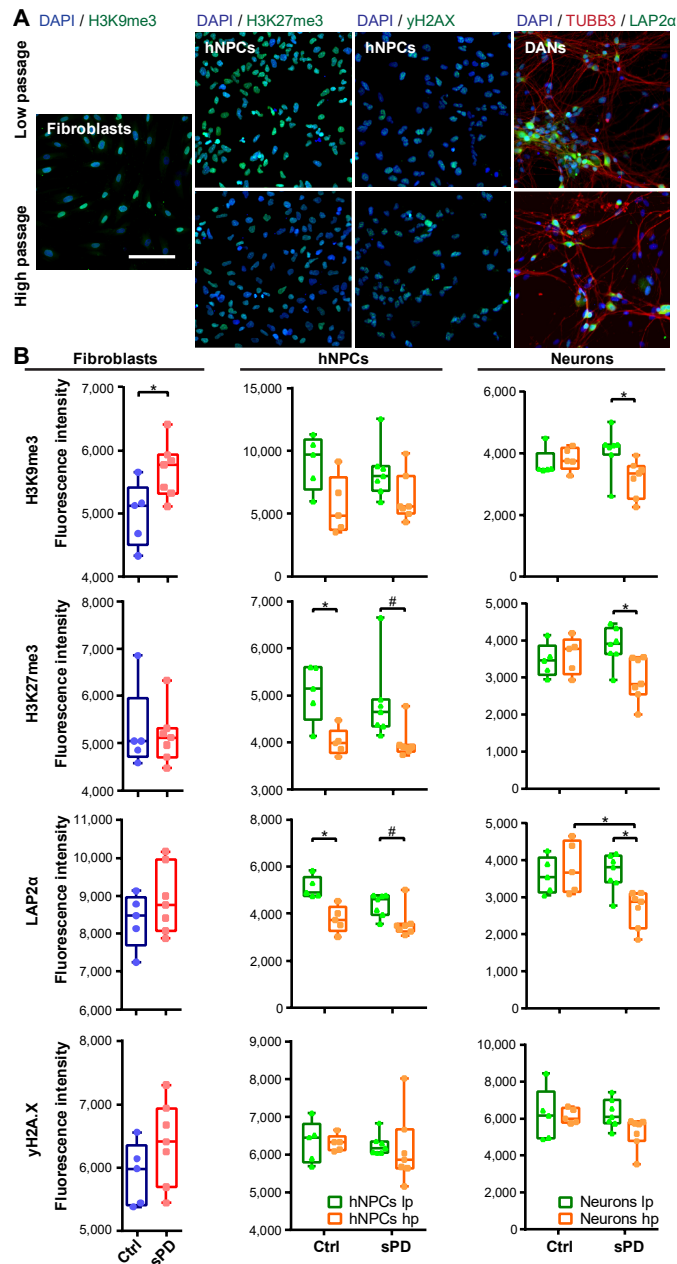 A
DAPI / H3K9me3
DAPI / H3K27me3
DAPI / yH2AX
DAPI / TUBB3 / LAP2α
Low passage
High passage
Fibroblasts
hNPCs
hNPCs
DANs
B
Fibroblasts
hNPCs
Neurons
H3K9me3
Fluorescence intensity
7,000
6,000
5,000
4,000
*
15,000
10,000
5,000
0
6,000
4,000
2,000
0
*
H3K27me3
Fluorescence intensity
8,000
7,000
6,000
5,000
4,000
7,000
6,000
5,000
4,000
3,000
*
#
5,000
4,000
3,000
2,000
1,000
0
*
LAP2α
Fluorescence intensity
11,000
10,000
9,000
8,000
7,000
6,000
8,000
6,000
4,000
2,000
0
*
#
5,000
4,000
3,000
2,000
1,000
0
*
*
yH2A.X
Fluorescence intensity
8,000
7,000
6,000
5,000
Ctrl
sPD
9,000
8,000
7,000
6,000
5,000
4,000
hNPCs lp
hNPCs hp
Ctrl
sPD
10,000
8,000
6,000
4,000
2,000
0
Neurons lp
Neurons hp
Ctrl
sPD